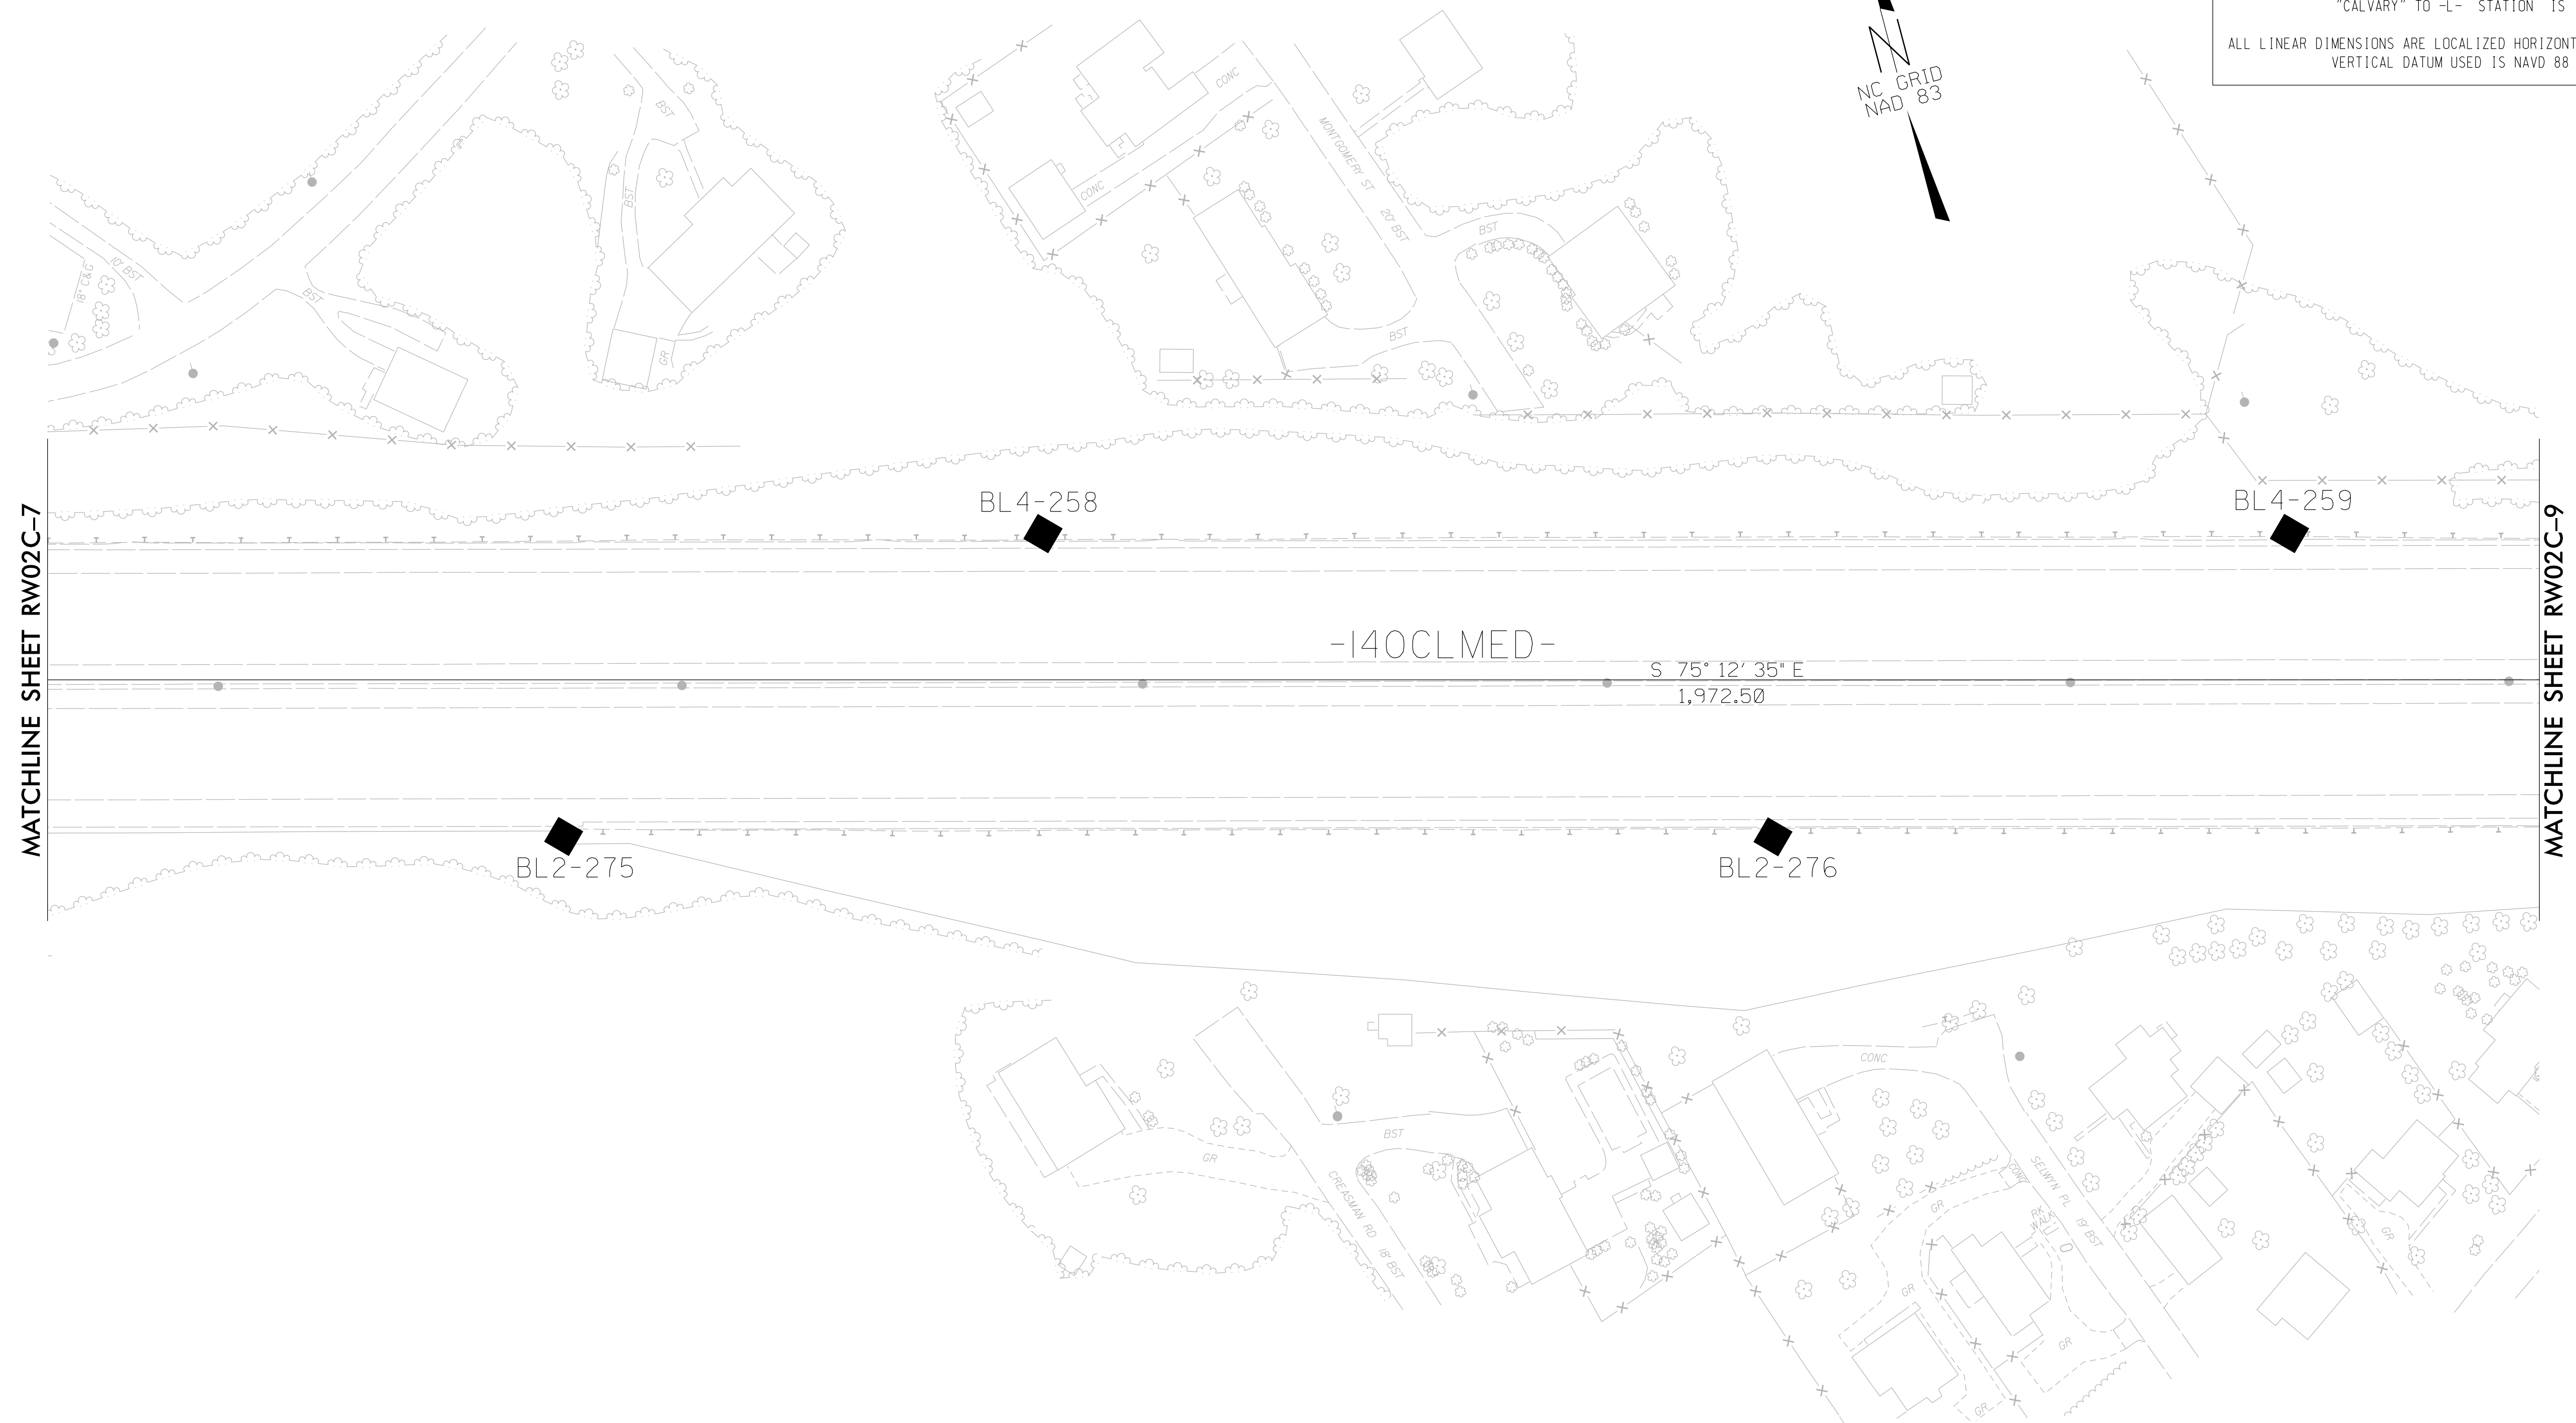 "CALVARY" TO -L- STATION IS
ALL LINEAR DIMENSIONS ARE LOCALIZED HORIZONT
VERTICAL DATUM USED IS NAVD 88
NC GRID
NAD 83
CONC
CONC
MONTGOMERY ST 20' BST
BST
BST
BST
BST
10' BST
18" C&G
BST
GR
MATCHLINE SHEET RW02C-7
BL4-258
BL4-259
MATCHLINE SHEET RW02C-9
-I40CLMED-
S 75° 12' 35" E
1,972.50
BL2-275
BL2-276
CONC
BST
GR
CREASMAN RD 18' BST
SELWYN PL 19' BST
CONC
RK
WALK
GR
GR
GR
GR
GR